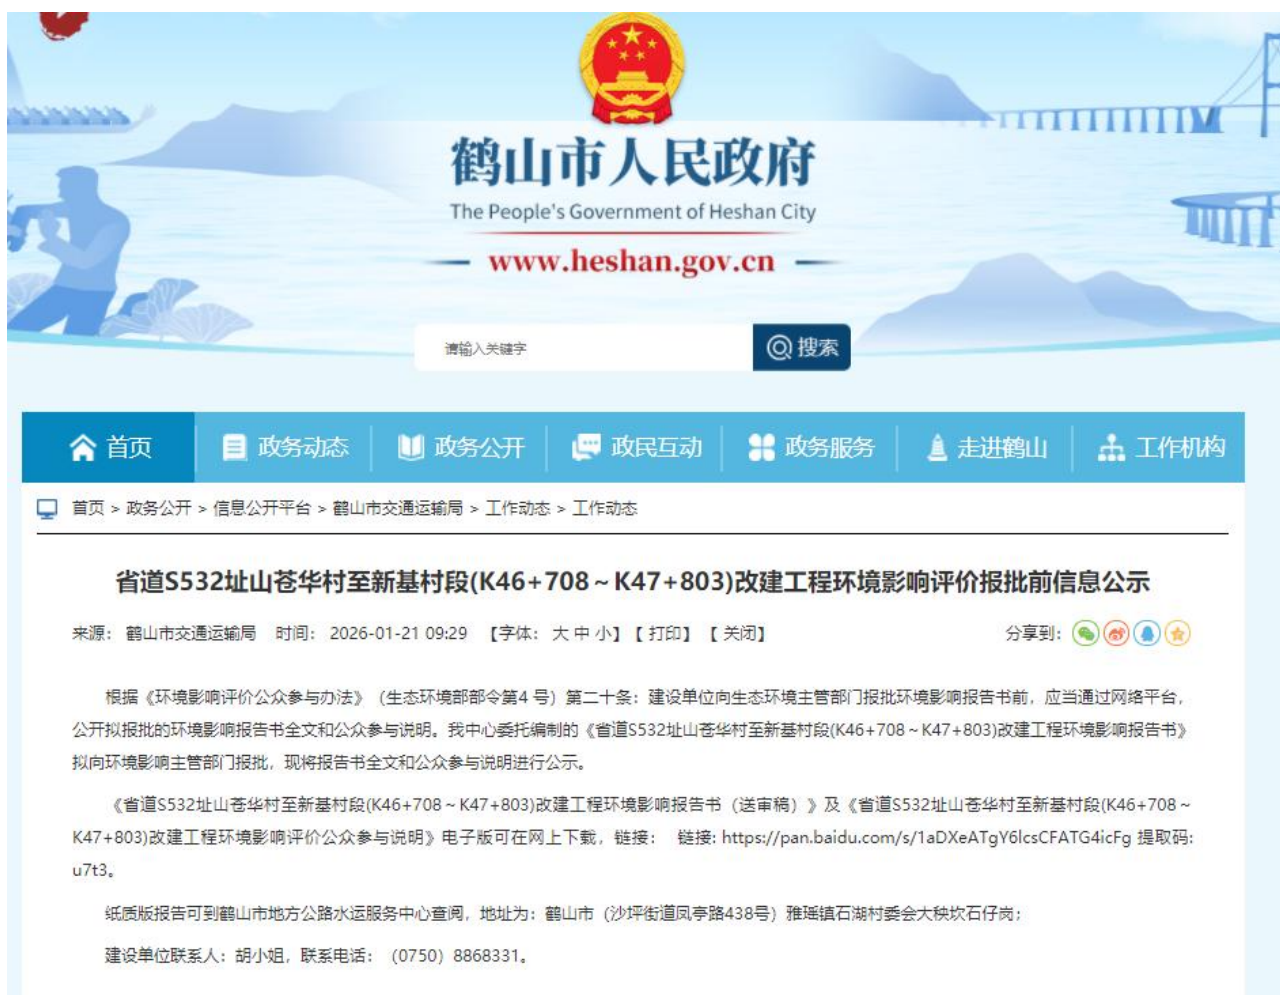 鹤山市人民政府
The People's Government of Heshan City
www.heshan.gov.cn
请输入关键字 搜索
首页 政务动态 政务公开 政民互动 政务服务 走进鹤山 工作机构
首页 > 政务公开 > 信息公开平台 > 鹤山市交通运输局 > 工作动态 > 工作动态
省道S532址山苍华村至新基村段(K46+708～K47+803)改建工程环境影响评价报批前信息公示
来源： 鹤山市交通运输局 时间： 2026-01-21 09:29 【字体： 大 中 小】【 打印】 【 关闭】 分享到：
根据《环境影响评价公众参与办法》（生态环境部部令第4 号）第二十条：建设单位向生态环境主管部门报批环境影响报告书前，应当通过网络平台，
公开拟报批的环境影响报告书全文和公众参与说明。我中心委托编制的《省道S532址山苍华村至新基村段(K46+708～K47+803)改建工程环境影响报告书》
拟向环境影响主管部门报批，现将报告书全文和公众参与说明进行公示。
《省道S532址山苍华村至新基村段(K46+708～K47+803)改建工程环境影响报告书（送审稿）》及《省道S532址山苍华村至新基村段(K46+708～
K47+803)改建工程环境影响评价公众参与说明》电子版可在网上下载，链接： 链接: https://pan.baidu.com/s/1aDXeATgY6lcsCFATG4icFg 提取码:
u7t3。
纸质版报告可到鹤山市地方公路水运服务中心查阅，地址为：鹤山市（沙坪街道凤亭路438号）雅瑶镇石湖村委会大秧坎石仔岗；
建设单位联系人：胡小姐，联系电话：（0750）8868331。